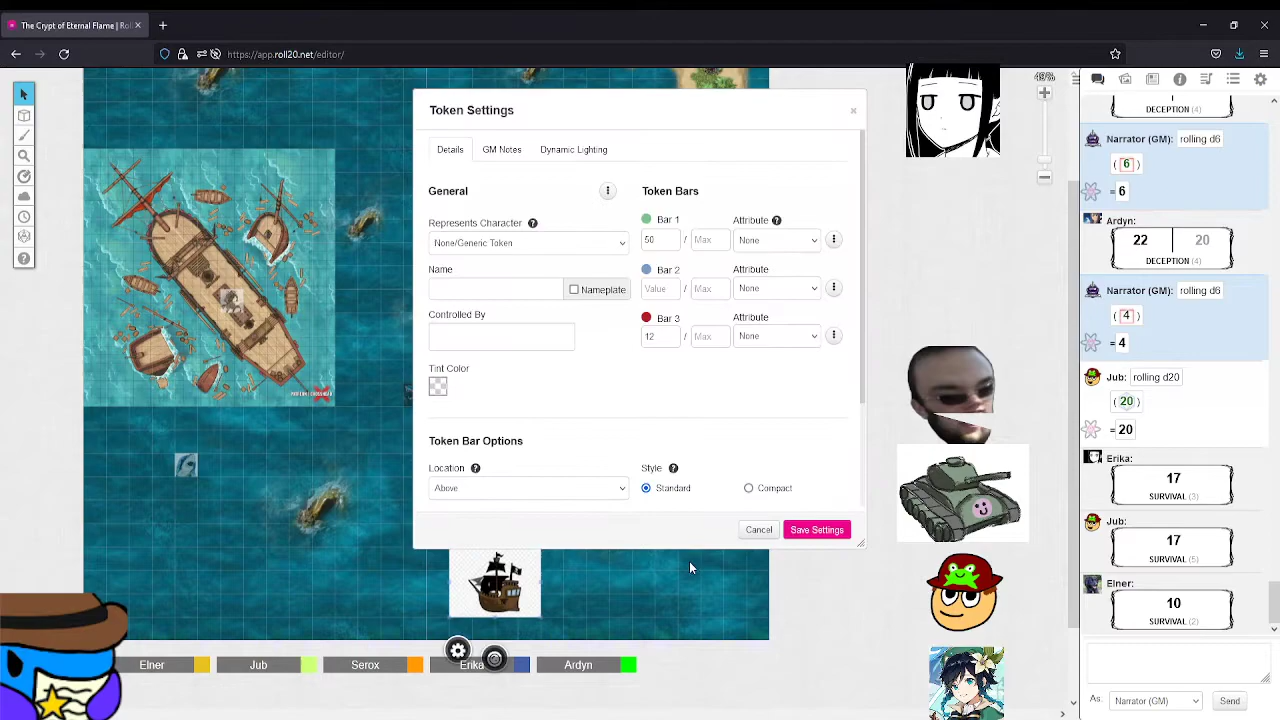 The Crypt of Eternal Flame | Roll
https://app.roll20.net/editor/
Token Settings
Details
GM Notes
Dynamic Lighting
General
Represents Character
None/Generic Token
Name
Nameplate
Controlled By
Tint Color
Token Bars
Bar 1
Attribute
50 / Max
None
Bar 2
Attribute
Value / Max
None
Bar 3
Attribute
12 / Max
None
Token Bar Options
Location
Above
Style
Standard
Compact
Cancel
Save Settings
Elner
Jub
Serox
Erika
Ardyn
49%
DECEPTION (4)
Narrator (GM): rolling d6
( 6 )
= 6
Ardyn:
22 20
DECEPTION (4)
Narrator (GM): rolling d6
( 4 )
= 4
Jub: rolling d20
( 20 )
= 20
Erika:
17
SURVIVAL (3)
Jub:
17
SURVIVAL (5)
Elner:
10
SURVIVAL (2)
As: Narrator (GM)
Send